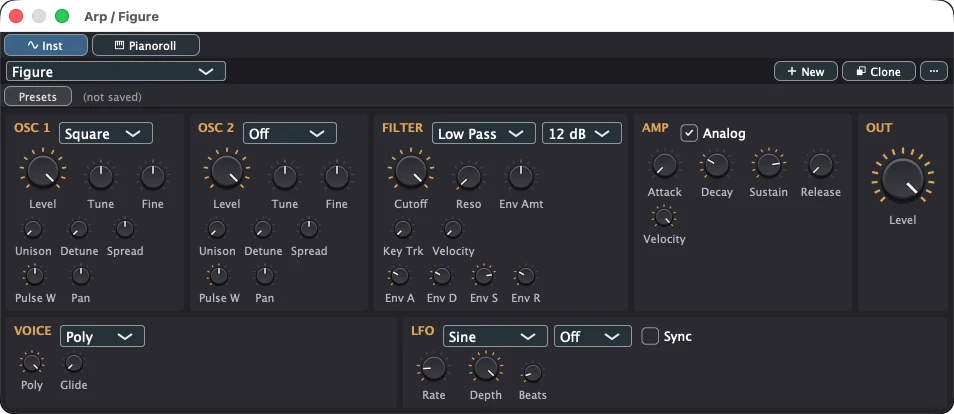 Arp / Figure
Inst Pianoroll
Figure + New Clone ...
Presets (not saved)
OSC 1 Square OSC 2 Off FILTER Low Pass 12 dB AMP Analog OUT
Level Tune Fine Level Tune Fine Cutoff Reso Env Amt Attack Decay Sustain Release Level
Unison Detune Spread Unison Detune Spread Key Trk Velocity Velocity
Pulse W Pan Pulse W Pan Env A Env D Env S Env R
VOICE Poly LFO Sine Off Sync
Poly Glide Rate Depth Beats